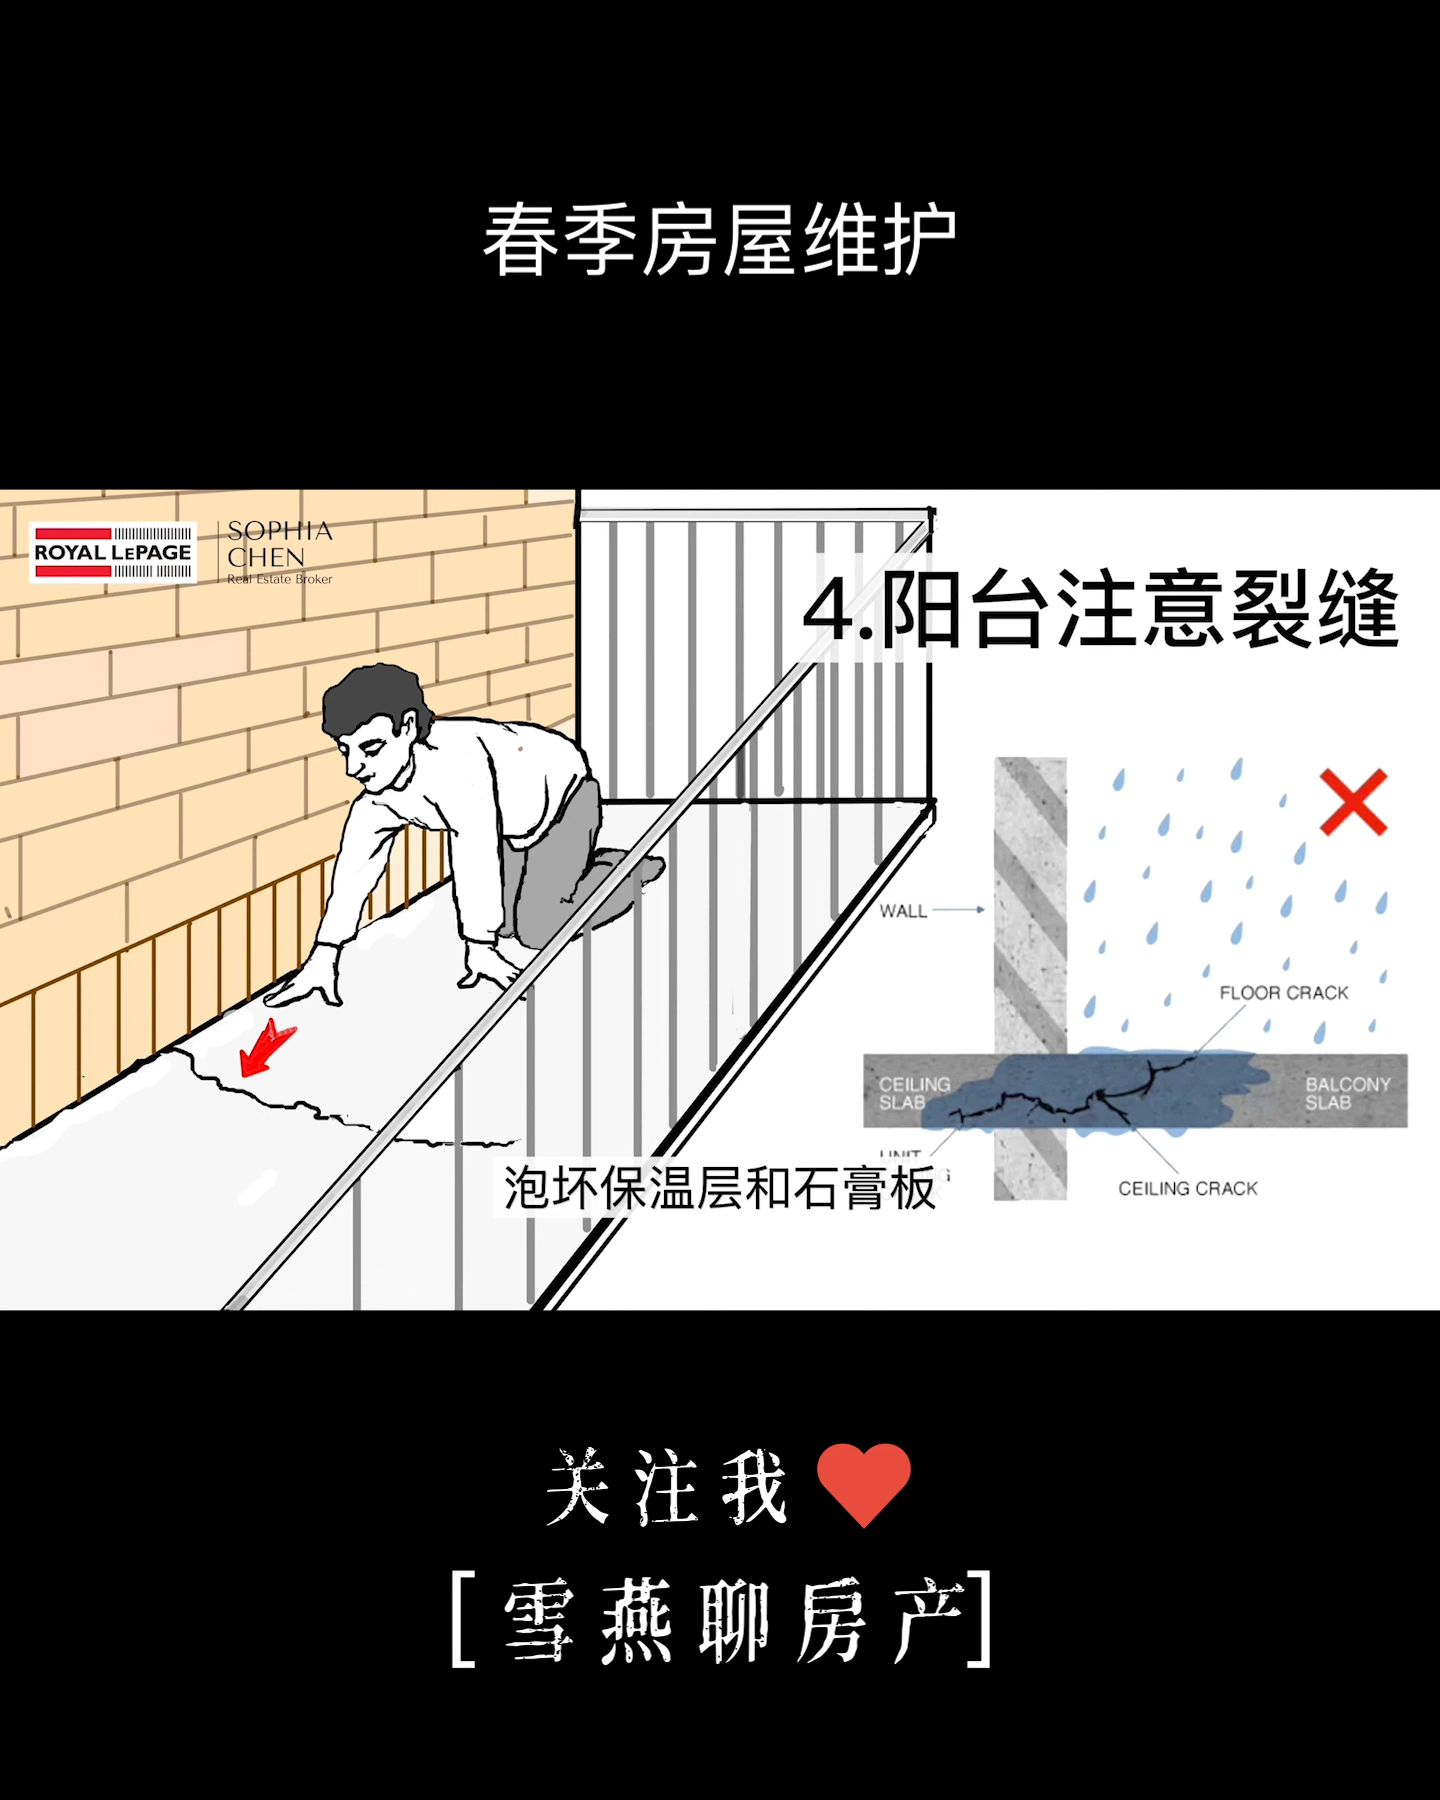 春季房屋维护
ROYAL LEPAGE
SOPHIA
CHEN
Real Estate Broker
4.阳台注意裂缝
WALL
FLOOR CRACK
CEILING
SLAB
BALCONY
SLAB
UNIT
CEILING CRACK
泡坏保温层和石膏板
关注我
[雪燕聊房产]